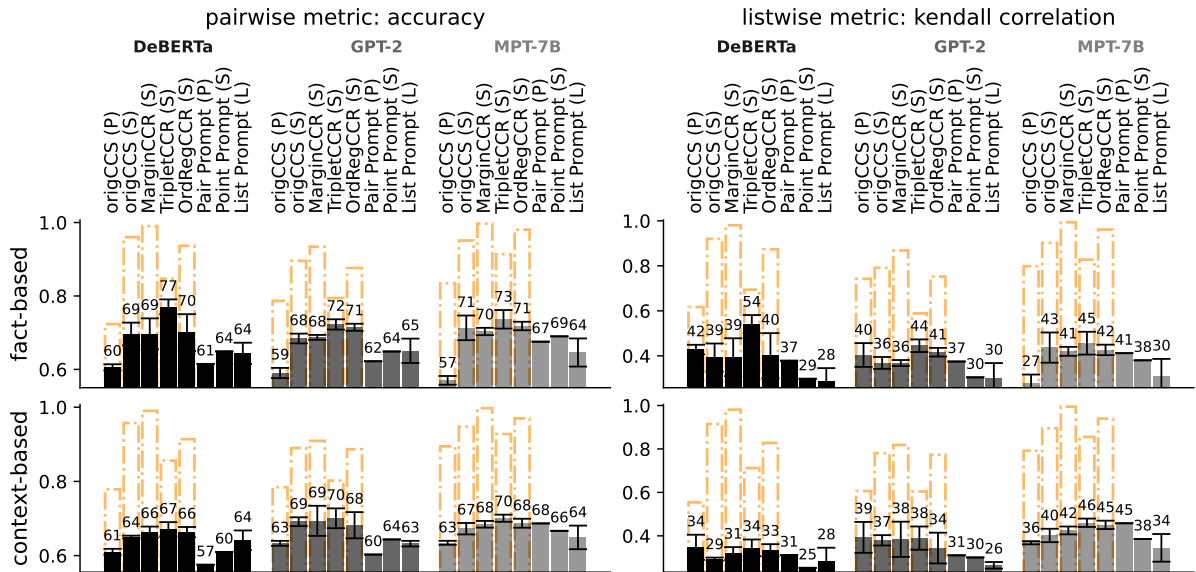 pairwise metric: accuracy
listwise metric: kendall correlation
DeBERTa GPT-2 MPT-7B
DeBERTa GPT-2 MPT-7B
origCCS (P)
origCCS (S)
MarginCCR (S)
TripletCCR (S)
OrdRegCCR (S)
Pair Prompt (P)
Point Prompt (S)
List Prompt (L)
origCCS (P)
origCCS (S)
MarginCCR (S)
TripletCCR (S)
OrdRegCCR (S)
Pair Prompt (P)
Point Prompt (S)
List Prompt (L)
origCCS (P)
origCCS (S)
MarginCCR (S)
TripletCCR (S)
OrdRegCCR (S)
Pair Prompt (P)
Point Prompt (S)
List Prompt (L)
origCCS (P)
origCCS (S)
MarginCCR (S)
TripletCCR (S)
OrdRegCCR (S)
Pair Prompt (P)
Point Prompt (S)
List Prompt (L)
origCCS (P)
origCCS (S)
MarginCCR (S)
TripletCCR (S)
OrdRegCCR (S)
Pair Prompt (P)
Point Prompt (S)
List Prompt (L)
origCCS (P)
origCCS (S)
MarginCCR (S)
TripletCCR (S)
OrdRegCCR (S)
Pair Prompt (P)
Point Prompt (S)
List Prompt (L)
fact-based
1.0
0.8
0.6
60 69 69 77 70 61 64 64
59 68 68 72 71 62 64 65
57 71 70 73 71 67 69 64
1.0
0.8
0.6
0.4
42 39 39 54 40 37 29 28
40 36 36 44 41 37 30 30
27 43 41 45 42 41 38 30
context-based
1.0
0.8
0.6
61 64 66 67 66 57 60 64
63 69 69 70 68 60 64 63
63 67 68 70 68 68 66 64
1.0
0.8
0.6
0.4
34 29 31 34 33 31 25 28
39 37 38 38 34 31 30 26
36 40 42 46 45 45 38 34